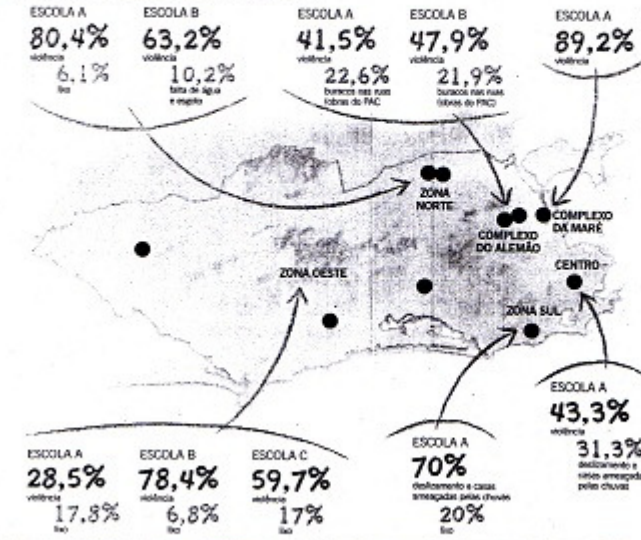 ESCOLA A
80,4%
violência
6.1%
lixo
ESCOLA B
63,2%
violência
10,2%
falta de água
e esgoto
ESCOLA A
41,5%
violência
22,6%
buracos nas ruas
(obras do PAC
ESCOLA B
47,9%
violência
21,9%
buracos nas ruas
(obras do PAC)
ESCOLA A
89,2%
violência
ZONA
NORTE
COMPLEXO
DO ALEMÃO
COMPLEXO
DA MARÉ
CENTRO
ZONA OESTE
ZONA SUL
ESCOLA A
28,5%
violência
17.8%
lixo
ESCOLA B
78,4%
violência
6,8%
lixo
ESCOLA C
59,7%
violência
17%
lixo
ESCOLA A
70%
deslizamento e casas
ameaçadas pelas chuvas
20%
lixo
ESCOLA A
43,3%
violência
31,3%
deslizamento e
casas ameaçadas
pelas chuvas